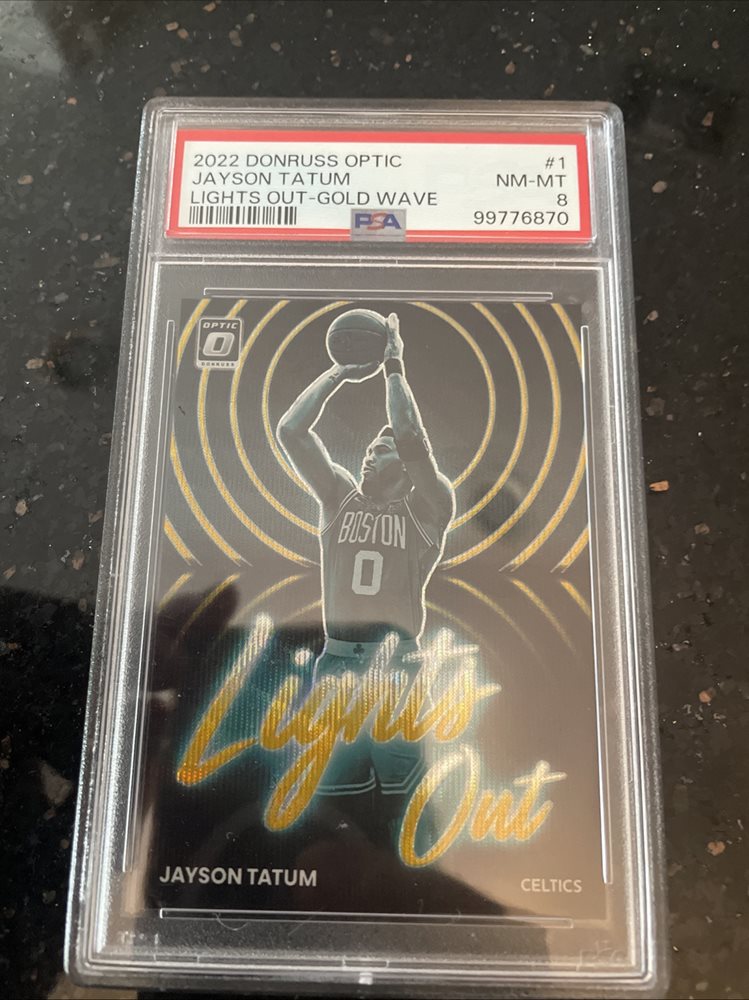 2022 DONRUSS OPTIC #1
JAYSON TATUM NM-MT
LIGHTS OUT-GOLD WAVE 8
PSA 99776870
OPTIC
DONRUSS
BOSTON
0
Lights
Out
JAYSON TATUM
CELTICS